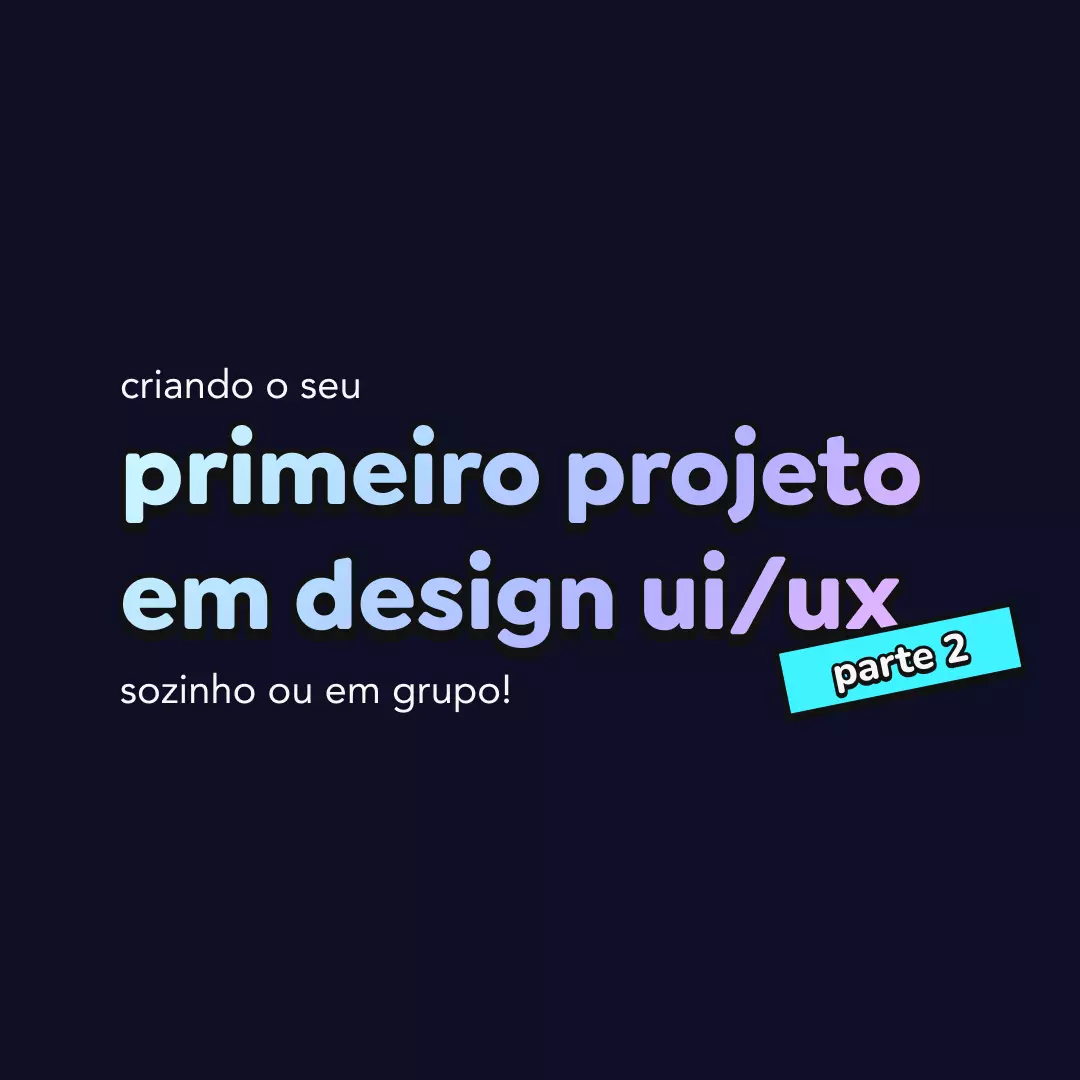 criando o seu
primeiro projeto
em design ui/ux
parte 2
sozinho ou em grupo!